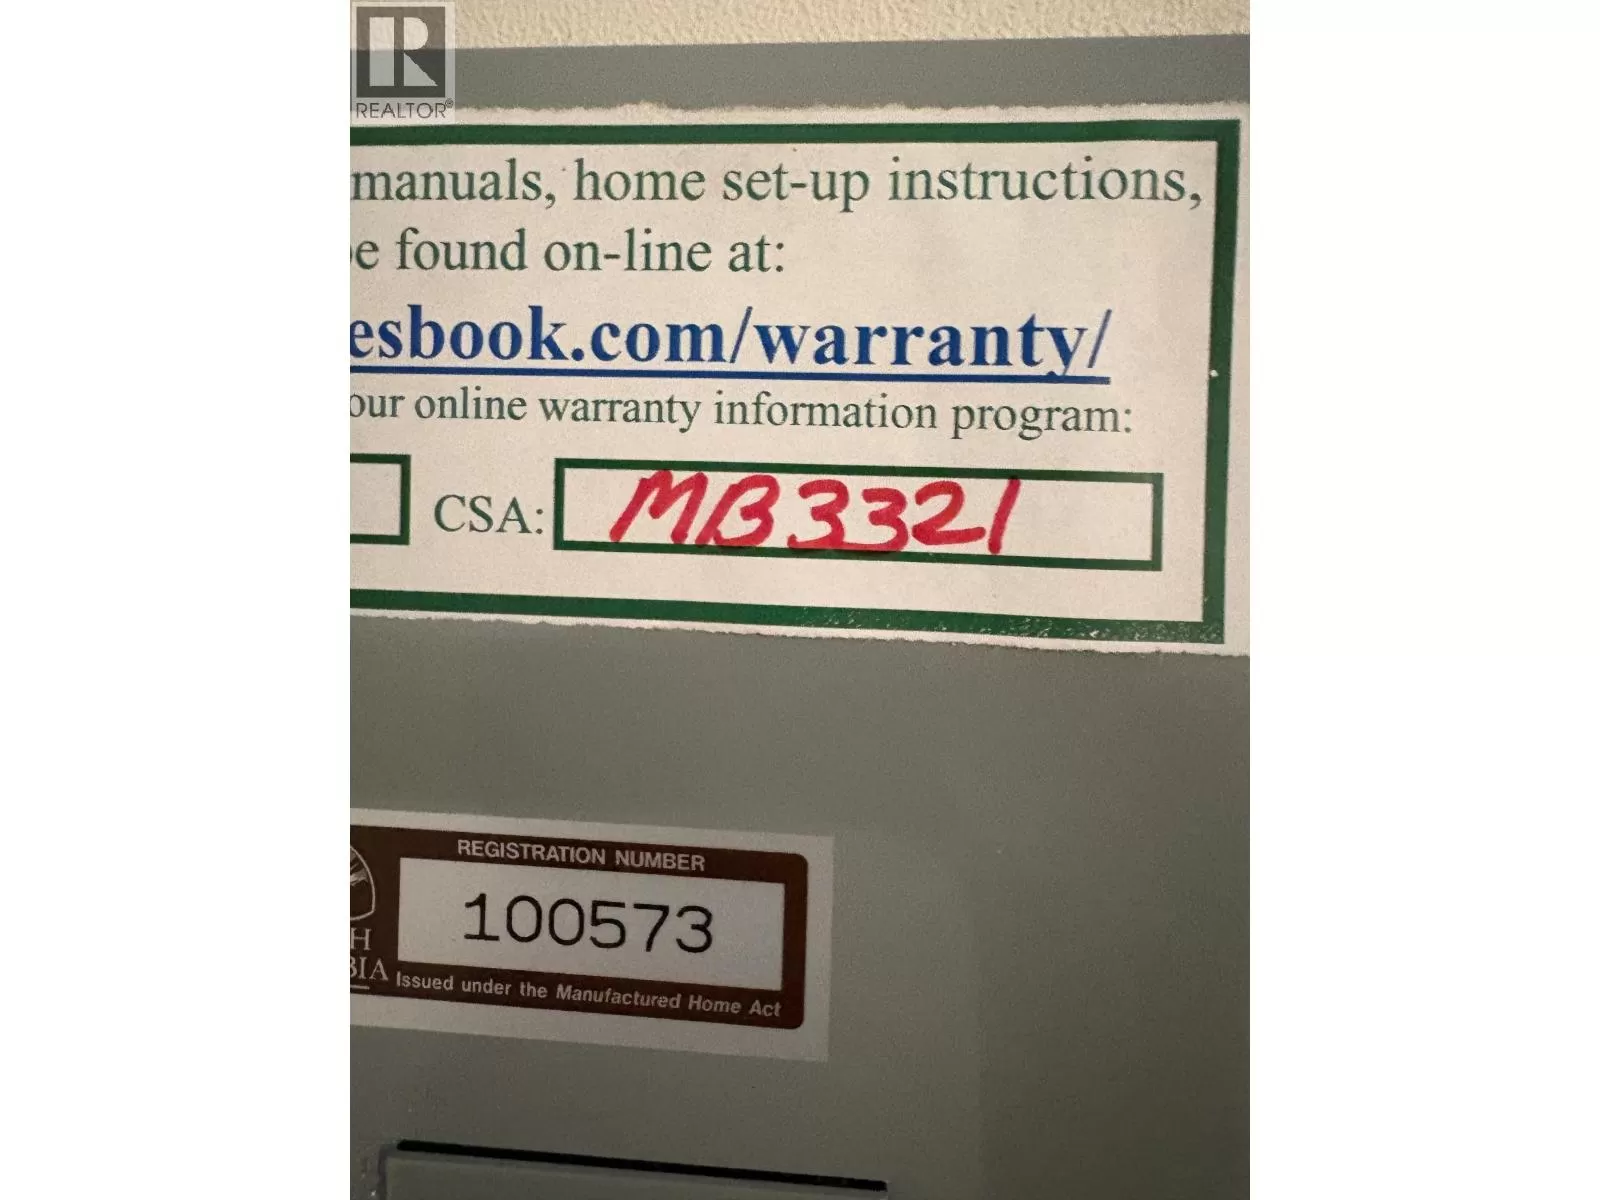 REALTOR®
manuals, home set-up instructions,
e found on-line at:
esbook.com/warranty/
our online warranty information program:
CSA: MB3321
REGISTRATION NUMBER
100573
H
BIA
Issued under the Manufactured Home Act